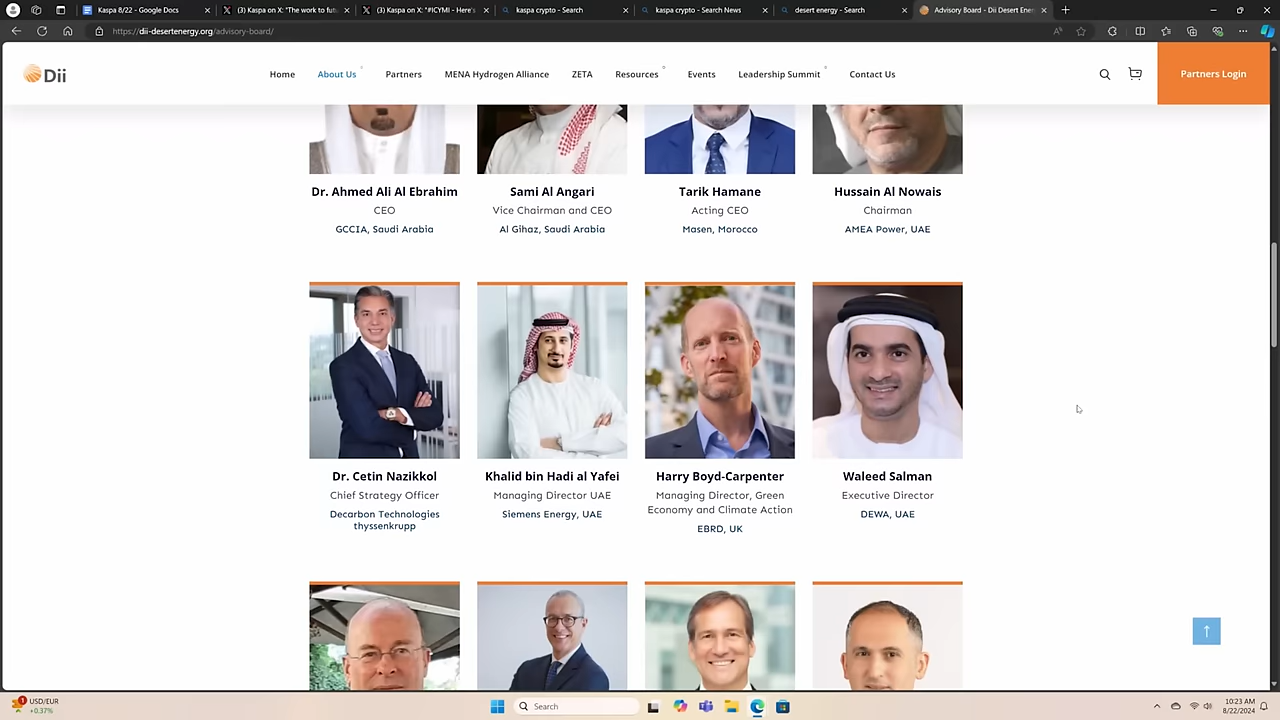 Kaspa 8/22 - Google Docs
(3) Kaspa on X: "The work to futu
(3) Kaspa on X: "#ICYMI - Here's
kaspa crypto - Search
kaspa crypto - Search News
desert energy - Search
Advisory Board - Dii Desert Ener
https://dii-desertenergy.org/advisory-board/
Dii
Home
About Us
Partners
MENA Hydrogen Alliance
ZETA
Resources
Events
Leadership Summit
Contact Us
Partners Login
Dr. Ahmed Ali Al Ebrahim
CEO
GCCIA, Saudi Arabia
Sami Al Angari
Vice Chairman and CEO
Al Gihaz, Saudi Arabia
Tarik Hamane
Acting CEO
Masen, Morocco
Hussain Al Nowais
Chairman
AMEA Power, UAE
Dr. Cetin Nazikkol
Chief Strategy Officer
Decarbon Technologies
thyssenkrupp
Khalid bin Hadi al Yafei
Managing Director UAE
Siemens Energy, UAE
Harry Boyd-Carpenter
Managing Director, Green
Economy and Climate Action
EBRD, UK
Waleed Salman
Executive Director
DEWA, UAE
1
USD/EUR
+0.37%
Search
10:23 AM
8/22/2024